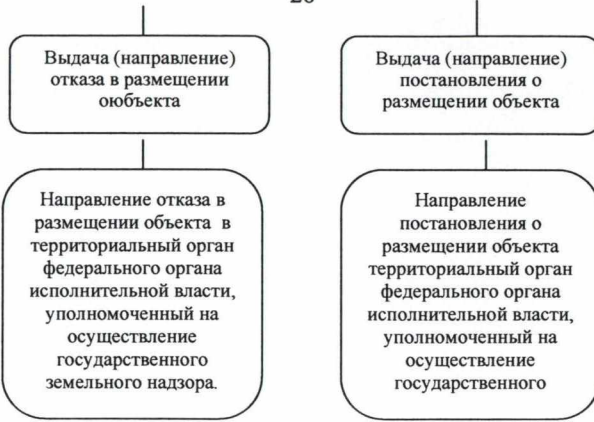 Выдача (направление)
отказа в размещении
оюбъекта
Выдача (направление)
постановления о
размещении объекта
Направление отказа в
размещении объекта в
территориальный орган
федерального органа
исполнительной власти,
уполномоченный на
осуществление
государственного
земельного надзора.
Направление
постановления о
размещении объекта
территориальный орган
федерального органа
исполнительной власти,
уполномоченный на
осуществление
государственного